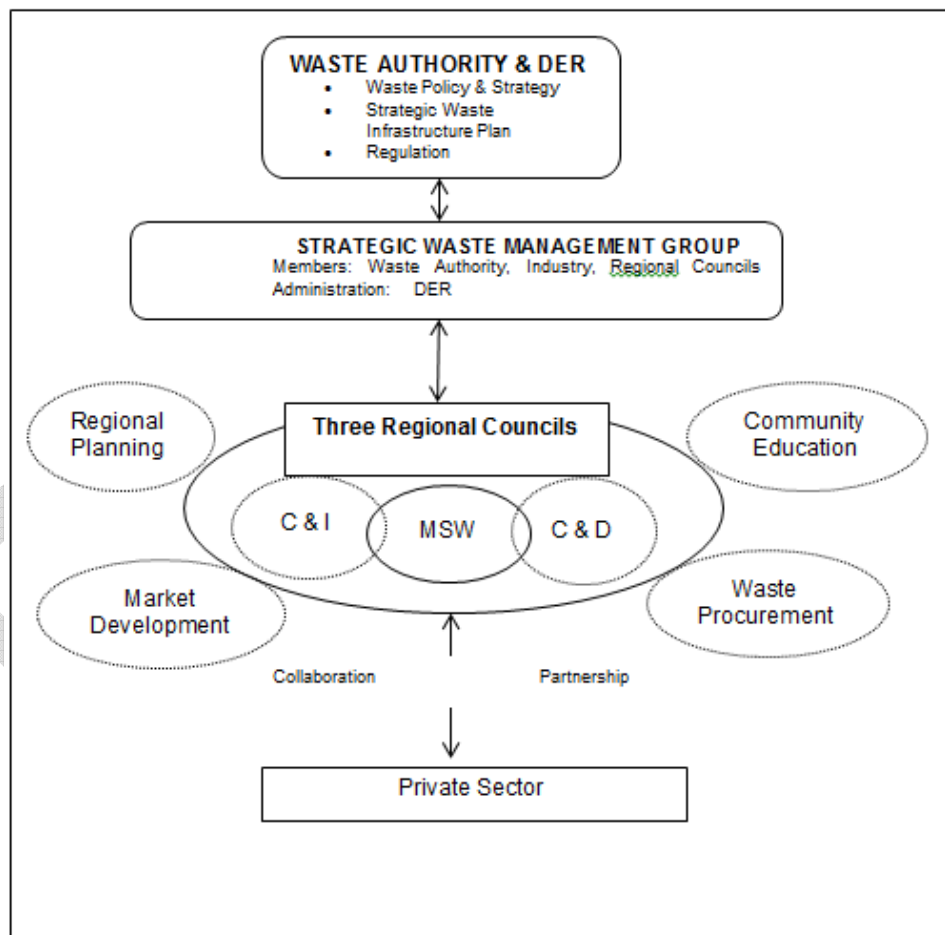 WASTE AUTHORITY & DER
• Waste Policy & Strategy
• Strategic Waste
Infrastructure Plan
• Regulation
STRATEGIC WASTE MANAGEMENT GROUP
Members: Waste Authority, Industry, Regional Councils
Administration: DER
Three Regional Councils
Regional
Planning
Community
Education
C & I
MSW
C & D
Market
Development
Waste
Procurement
Collaboration
Partnership
Private Sector